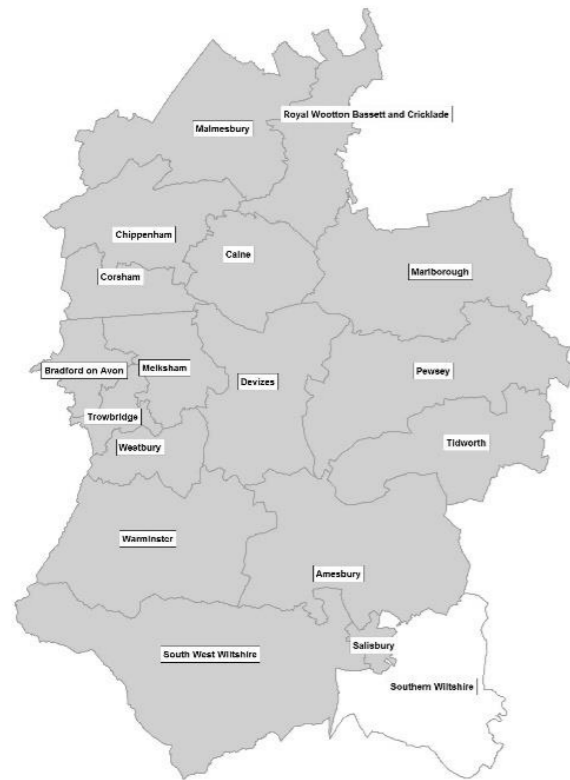 Royal Wootton Bassett and Cricklade
Malmesbury
Chippenham
Calne
Marlborough
Corsham
Bradford on Avon
Melksham
Devizes
Pewsey
Trowbridge
Westbury
Tidworth
Warminster
Amesbury
Salisbury
South West Wiltshire
Southern Wiltshire